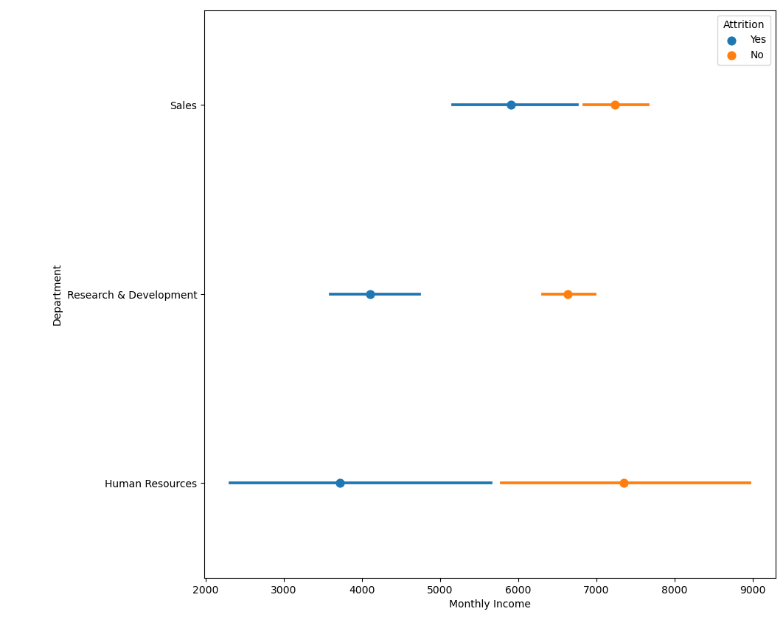 Attrition
Yes
No
Sales
Research & Development
Human Resources
Department
2000 3000 4000 5000 6000 7000 8000 9000
Monthly Income